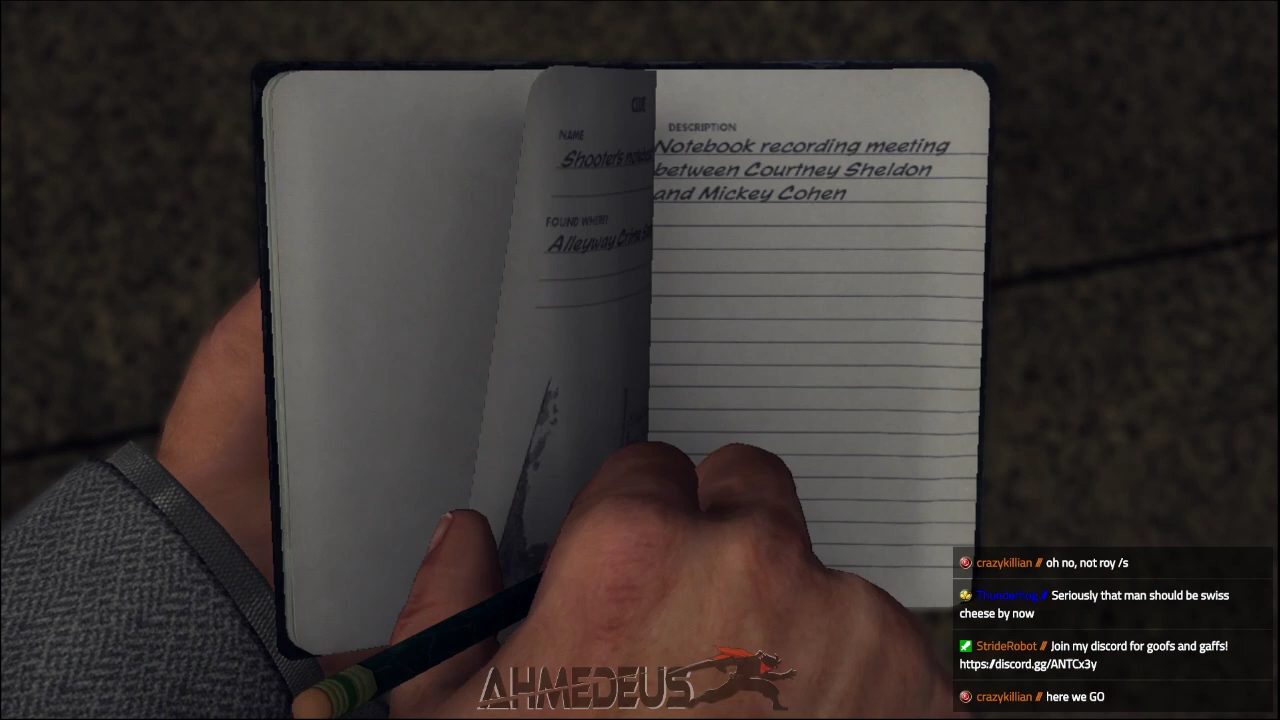 CLUE
NAME
Shooter's
FOUND WHERE?
Alleyway
DESCRIPTION
Notebook recording meeting
between Courtney Sheldon
and Mickey Cohen
crazykillian // oh no, not roy /s
Thundermog // Seriously that man should be swiss
cheese by now
StrideRobot // Join my discord for goofs and gaffs!
https://discord.gg/ANTCx3y
crazykillian // here we GO
AHMEDEUS